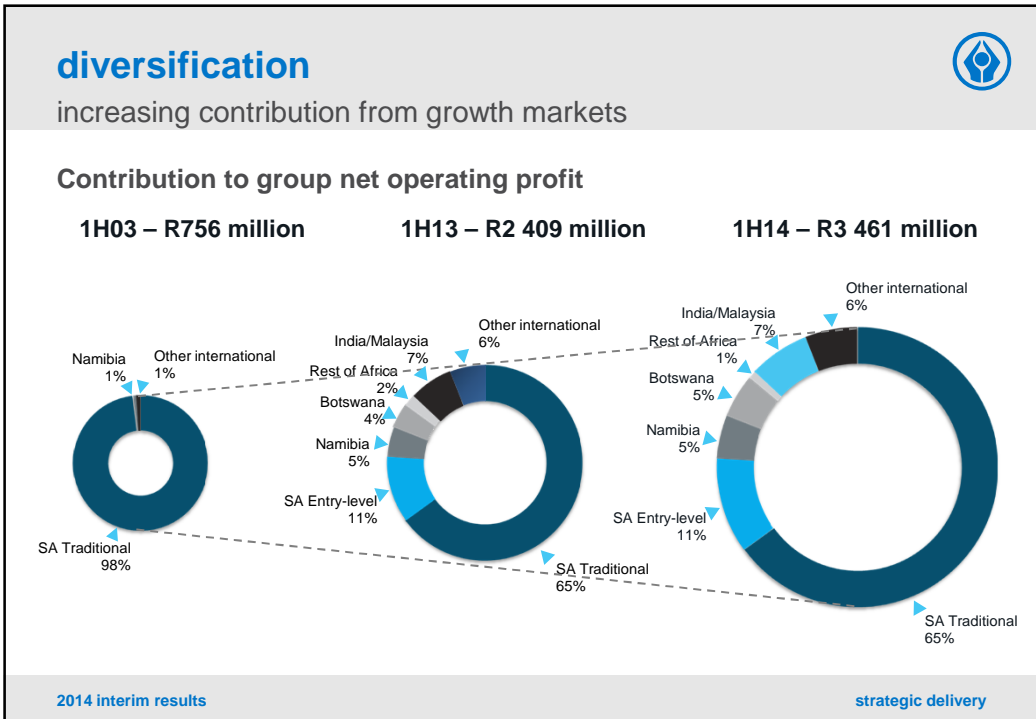 diversification
increasing contribution from growth markets
Contribution to group net operating profit
1H03 – R756 million
1H13 – R2 409 million
1H14 – R3 461 million
Namibia
1%
Other international
1%
SA Traditional
98%
Other international
6%
India/Malaysia
7%
Rest of Africa
2%
Botswana
4%
Namibia
5%
SA Entry-level
11%
SA Traditional
65%
Other international
6%
India/Malaysia
7%
Rest of Africa
1%
Botswana
5%
Namibia
5%
SA Entry-level
11%
SA Traditional
65%
2014 interim results
strategic delivery